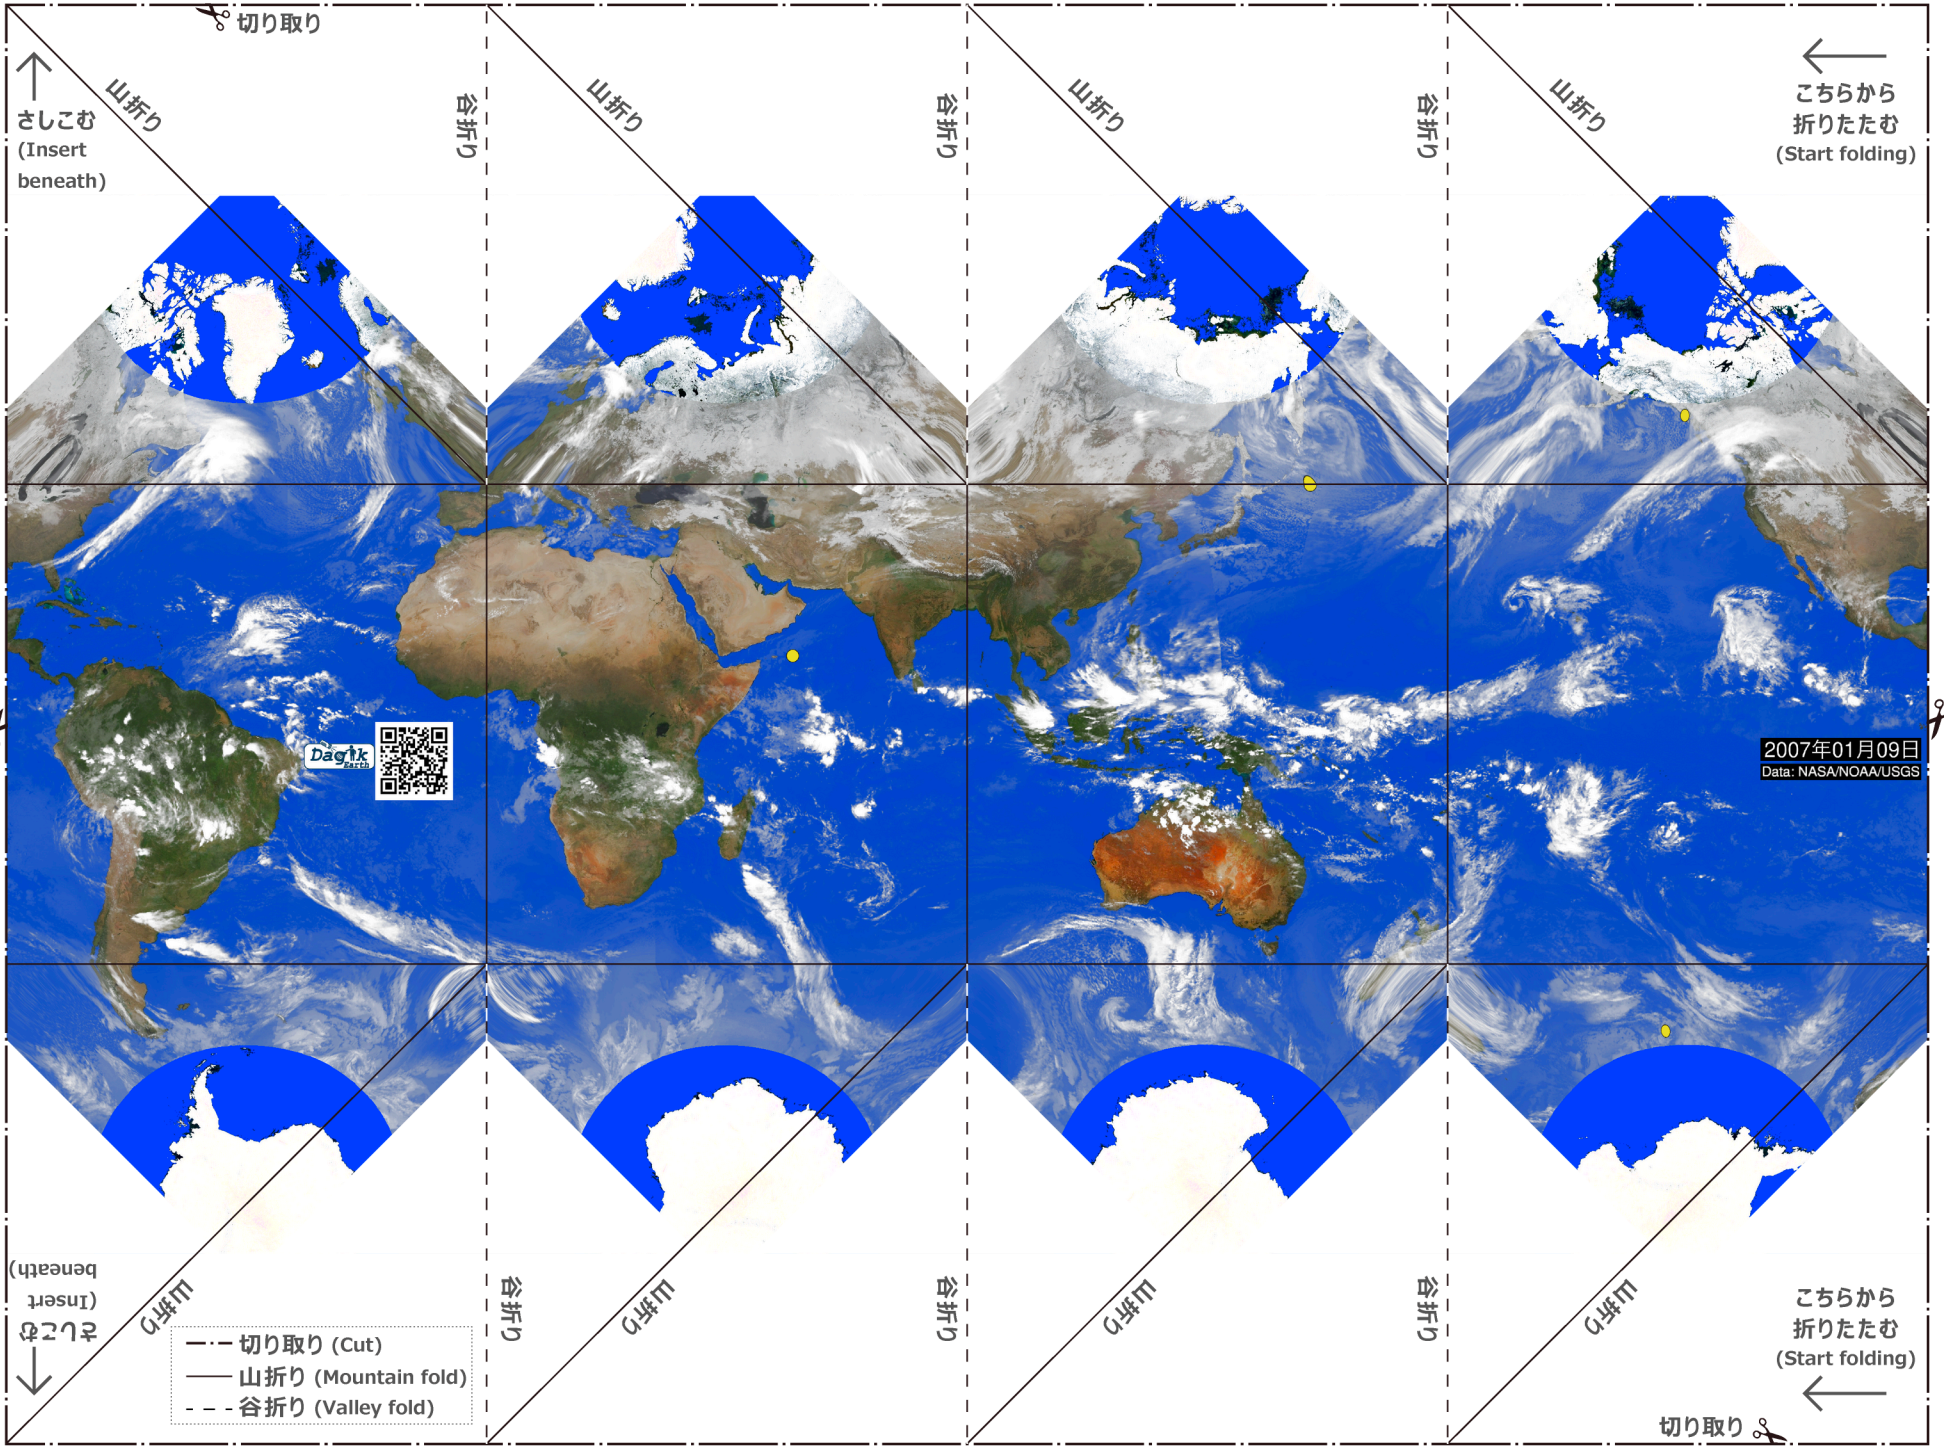 切り取り
山折り
谷折り
山折り
谷折り
山折り
谷折り
山折り
さしこむ
(Insert
beneath)
こちらから
折りたたむ
(Start folding)
Dagik
Earth
2007年01月09日
Data: NASA/NOAA/USGS
さしこむ
(Insert
beneath)
山折り
谷折り
山折り
谷折り
山折り
谷折り
山折り
こちらから
折りたたむ
(Start folding)
切り取り (Cut)
山折り (Mountain fold)
谷折り (Valley fold)
切り取り